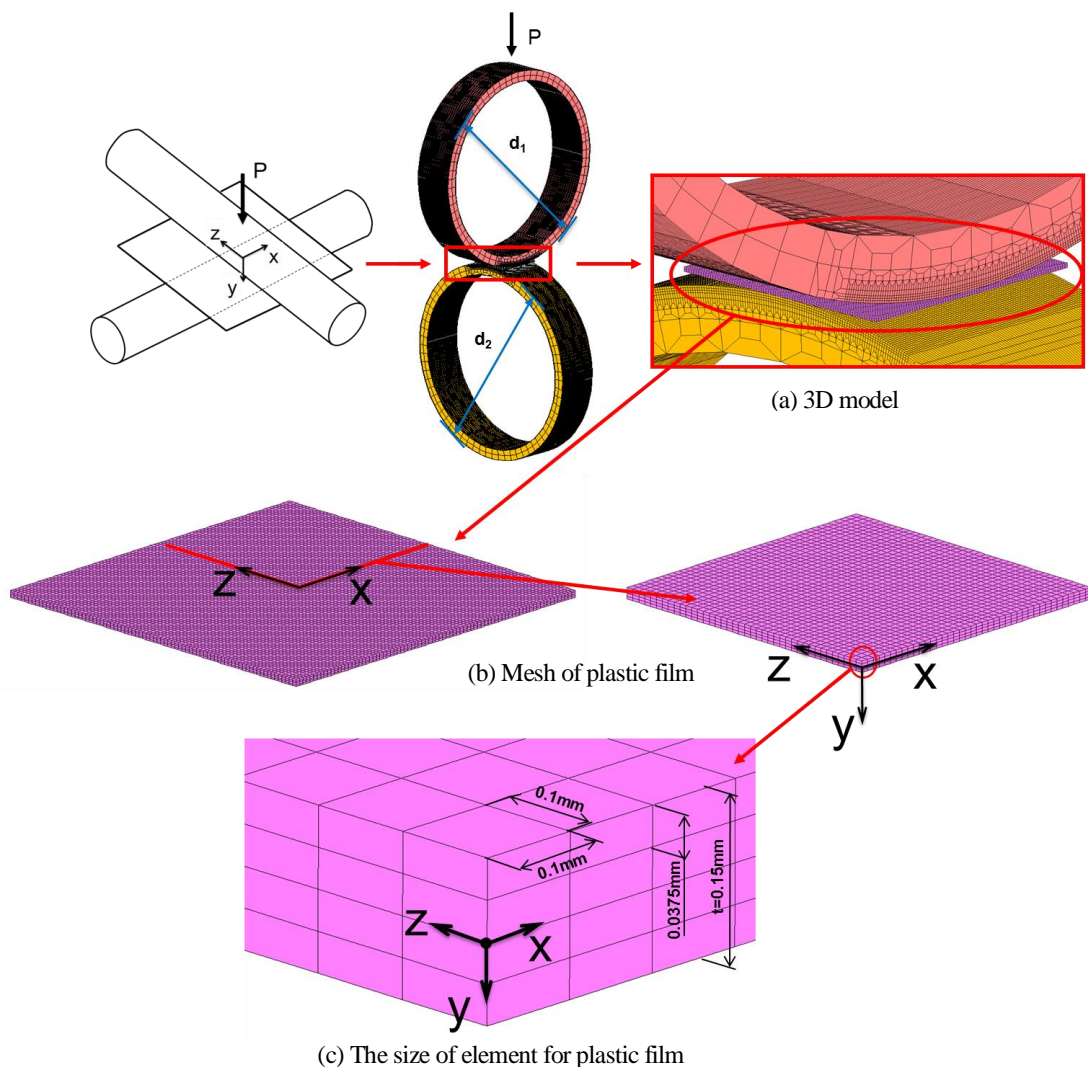 P
P
d1
z
x
y
d2
(a) 3D model
z
x
(b) Mesh of plastic film
z
x
y
0.1mm
0.1mm
0.0375mm
t=0.15mm
z
x
y
(c) The size of element for plastic film